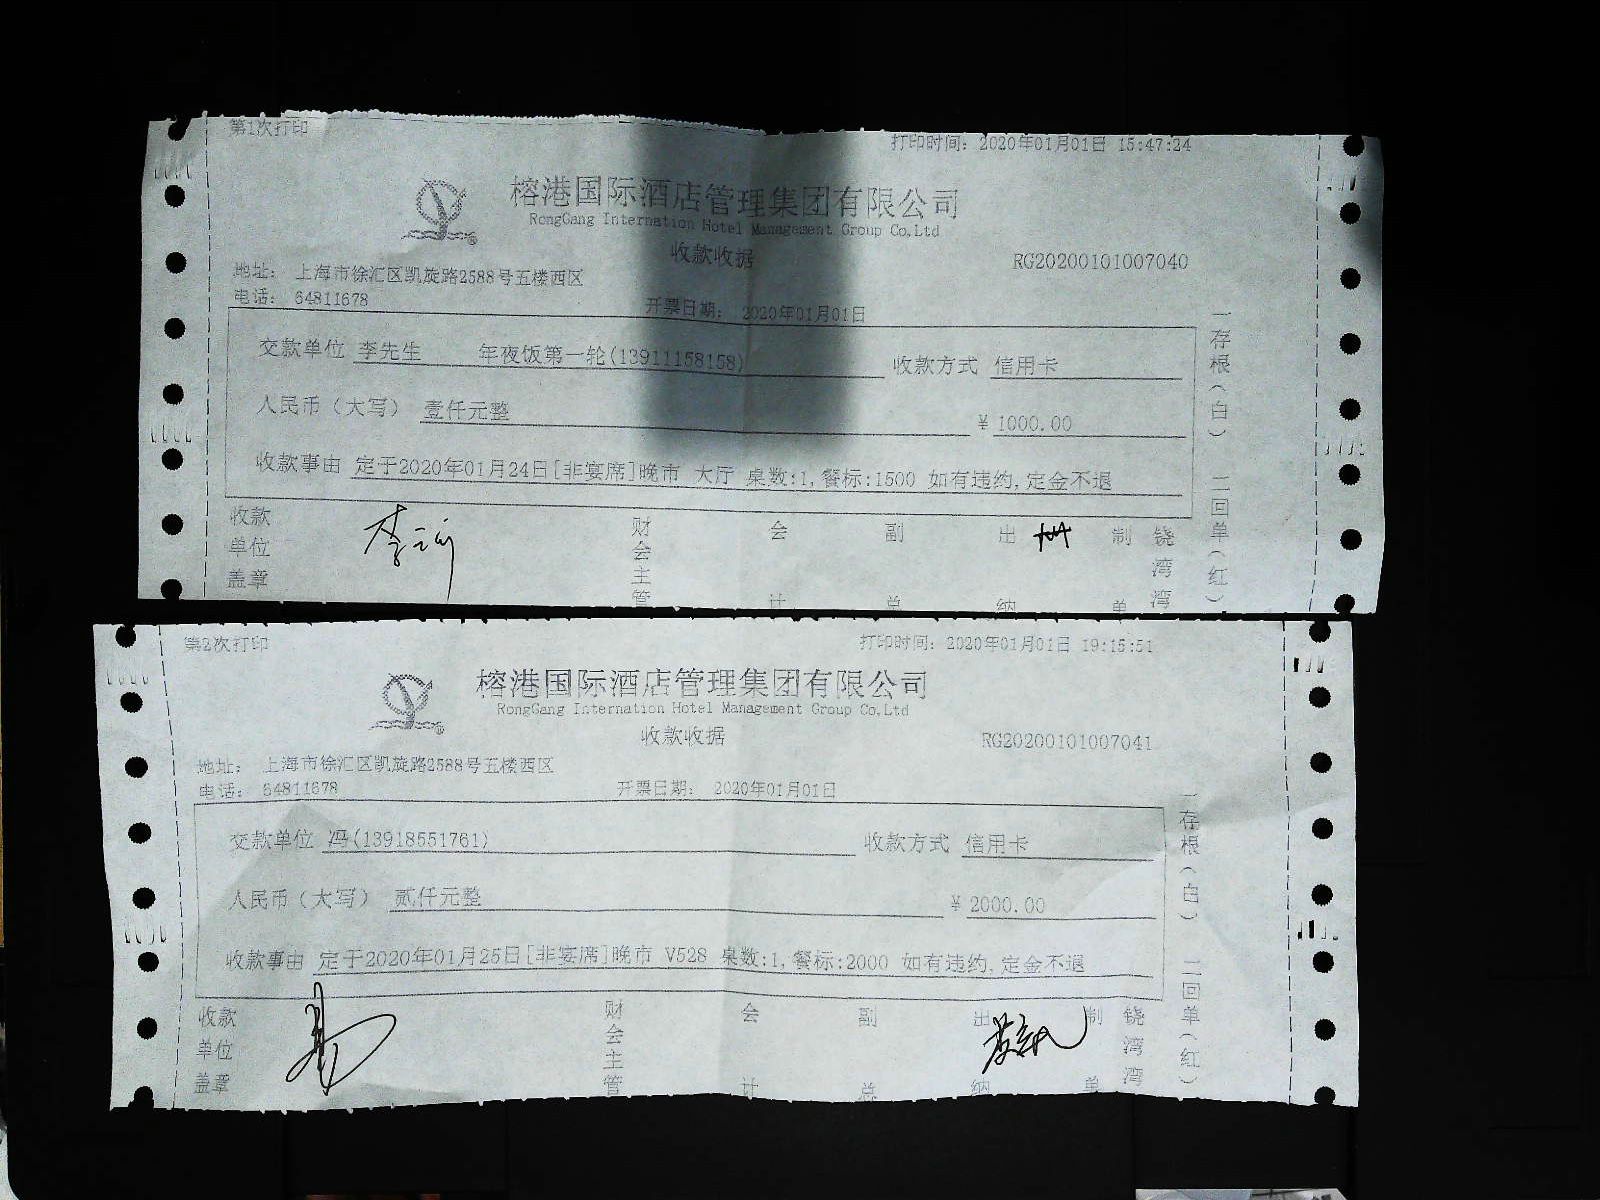 第1次打印
打印时间: 2020年01月01日 15:47:24
榕港国际酒店管理集团有限公司
RongGang Internation Hotel Management Group Co,Ltd
收款收据
RG20200101007040
地址: 上海市徐汇区凯旋路2588号五楼西区
电话: 64811678
开票日期: 2020年01月01日
交款单位 李先生 年夜饭第一轮(13911158158) 收款方式 信用卡
人民币（大写） 壹仟元整 ￥1000.00
收款事由 定于2020年01月24日[非宴席]晚市 大厅 桌数:1,餐标:1500 如有违约,定金不退
收款单位盖章 财会主管 会计 副总 出纳 制单 铙湾湾
一存根(白) 二回单(红)
第2次打印
打印时间: 2020年01月01日 19:15:51
榕港国际酒店管理集团有限公司
RongGang Internation Hotel Management Group Co,Ltd
收款收据
RG20200101007041
地址: 上海市徐汇区凯旋路2588号五楼西区
电话: 64811678
开票日期: 2020年01月01日
交款单位 冯(13918551761) 收款方式 信用卡
人民币（大写） 贰仟元整 ￥2000.00
收款事由 定于2020年01月25日[非宴席]晚市 V528 桌数:1,餐标:2000 如有违约,定金不退
收款单位盖章 财会主管 会计 副总 出纳 制单 铙湾湾
一存根(白) 二回单(红)